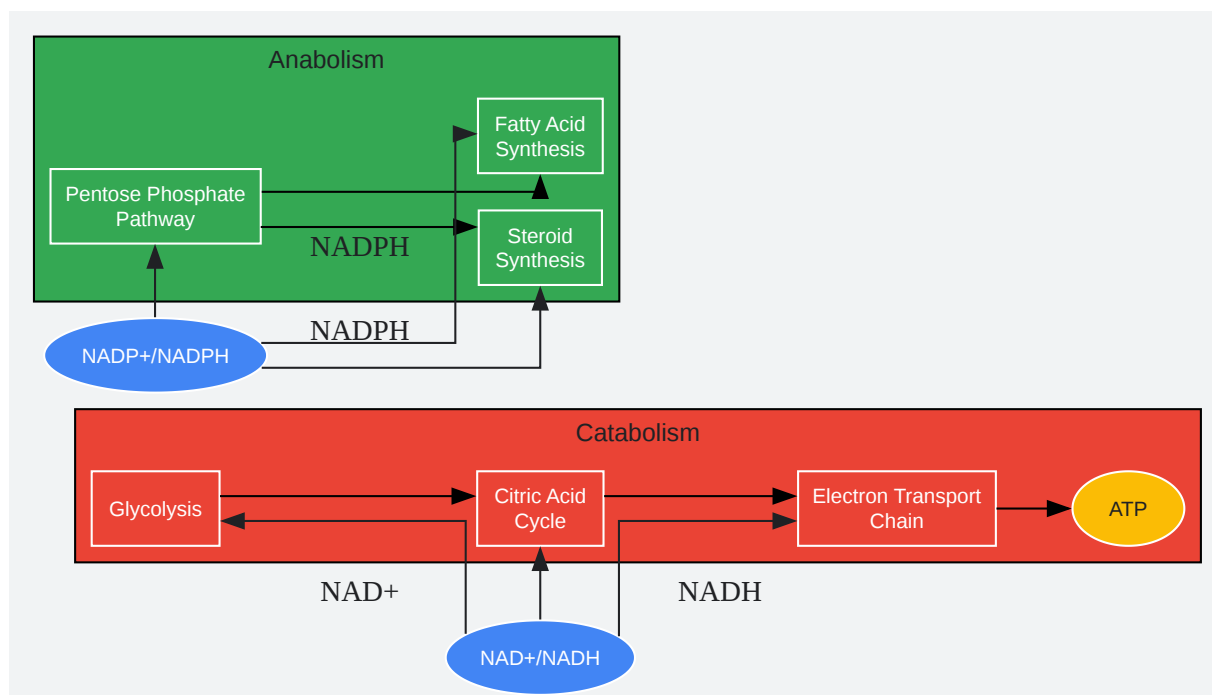 Anabolism
Fatty Acid
Synthesis
Pentose Phosphate
Pathway
Steroid
Synthesis
NADPH
NADPH
NADP+/NADPH
Catabolism
Glycolysis
Citric Acid
Cycle
Electron Transport
Chain
ATP
NAD+
NADH
NAD+/NADH